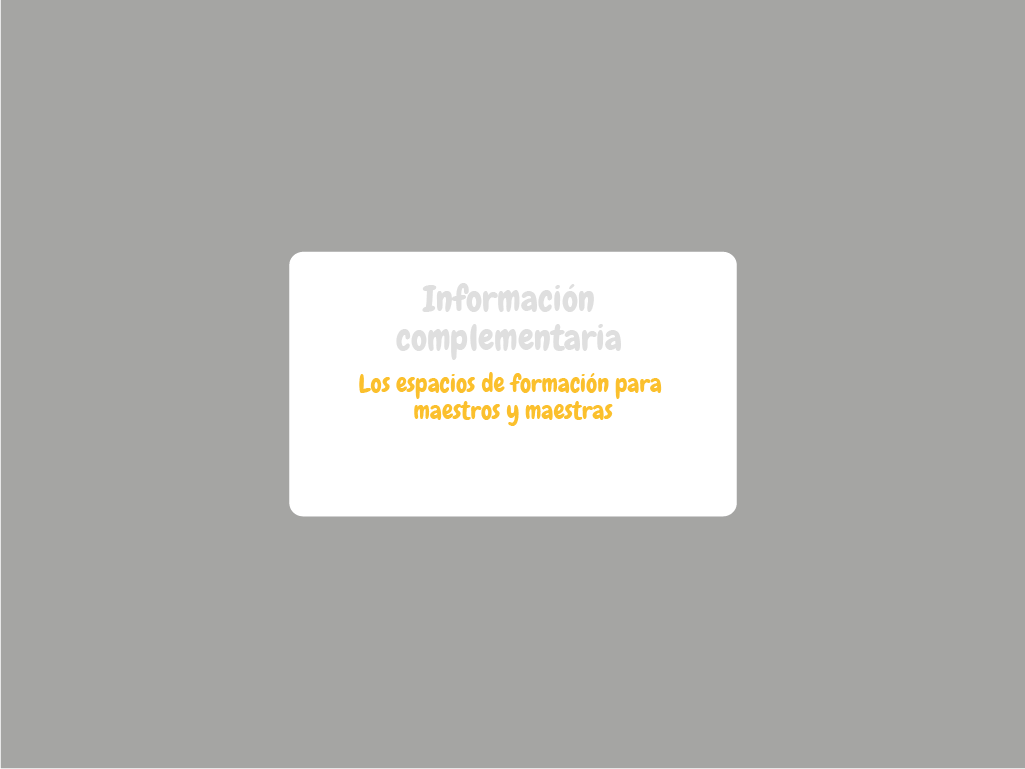 Información
complementaria
Los espacios de formación para
maestros y maestras